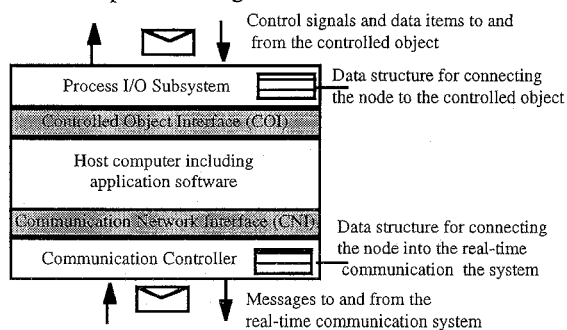 Control signals and data items to and
from the controlled object
Process I/O Subsystem
Data structure for connecting
the node to the controlled object
Controlled Object Interface (COI)
Host computer including
application software
Communication Network Interface (CNI)
Data structure for connecting
the node into the real-time
communication the system
Communication Controller
Messages to and from the
real-time communication system